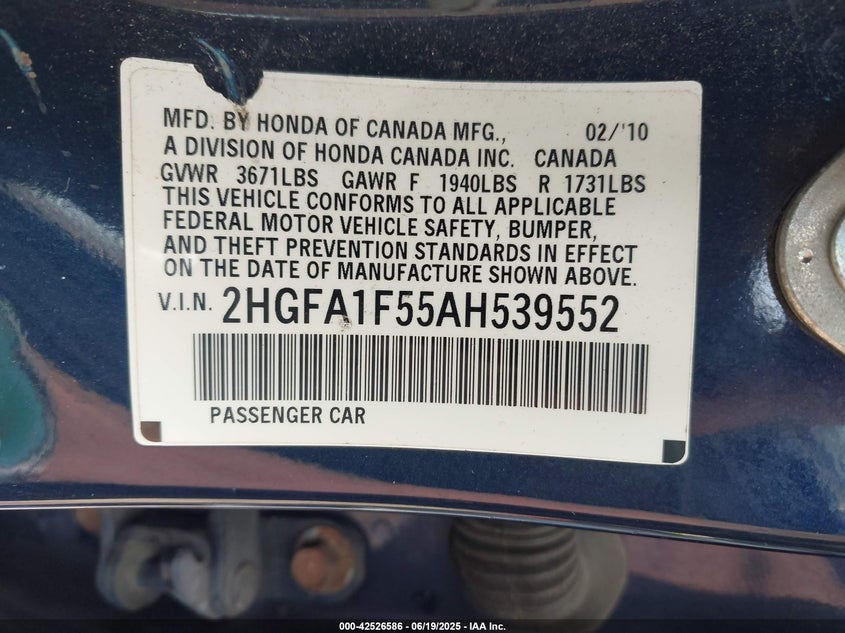 MFD. BY HONDA OF CANADA MFG., 02/'10
A DIVISION OF HONDA CANADA INC. CANADA
GVWR 3671LBS GAWR F 1940LBS R 1731LBS
THIS VEHICLE CONFORMS TO ALL APPLICABLE
FEDERAL MOTOR VEHICLE SAFETY, BUMPER,
AND THEFT PREVENTION STANDARDS IN EFFECT
ON THE DATE OF MANUFACTURE SHOWN ABOVE.
V.I.N. 2HGFA1F55AH539552
PASSENGER CAR
000-42526586 - 06/19/2025 - IAA Inc.